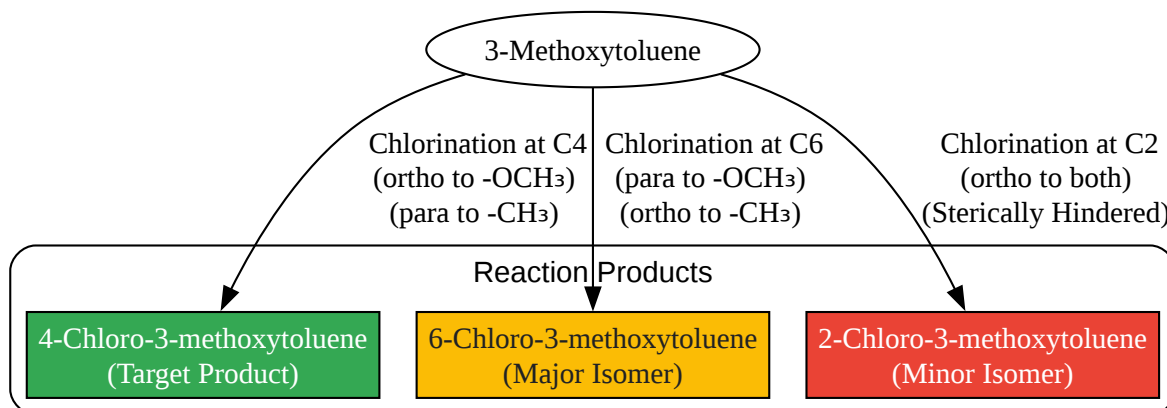 3-Methoxytoluene
Chlorination at C4
(ortho to -OCH₃)
(para to -CH₃)
Chlorination at C6
(para to -OCH₃)
(ortho to -CH₃)
Chlorination at C2
(ortho to both)
(Sterically Hindered)
Reaction Products
4-Chloro-3-methoxytoluene
(Target Product)
6-Chloro-3-methoxytoluene
(Major Isomer)
2-Chloro-3-methoxytoluene
(Minor Isomer)